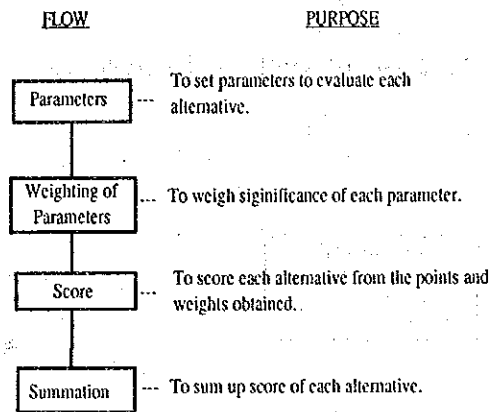 FLOW PURPOSE
Parameters --- To set parameters to evaluate each
alternative.
Weighting of
Parameters --- To weigh siginificance of each parameter.
Score --- To score each alternative from the points and
weights obtained.
Summation --- To sum up score of each alternative.